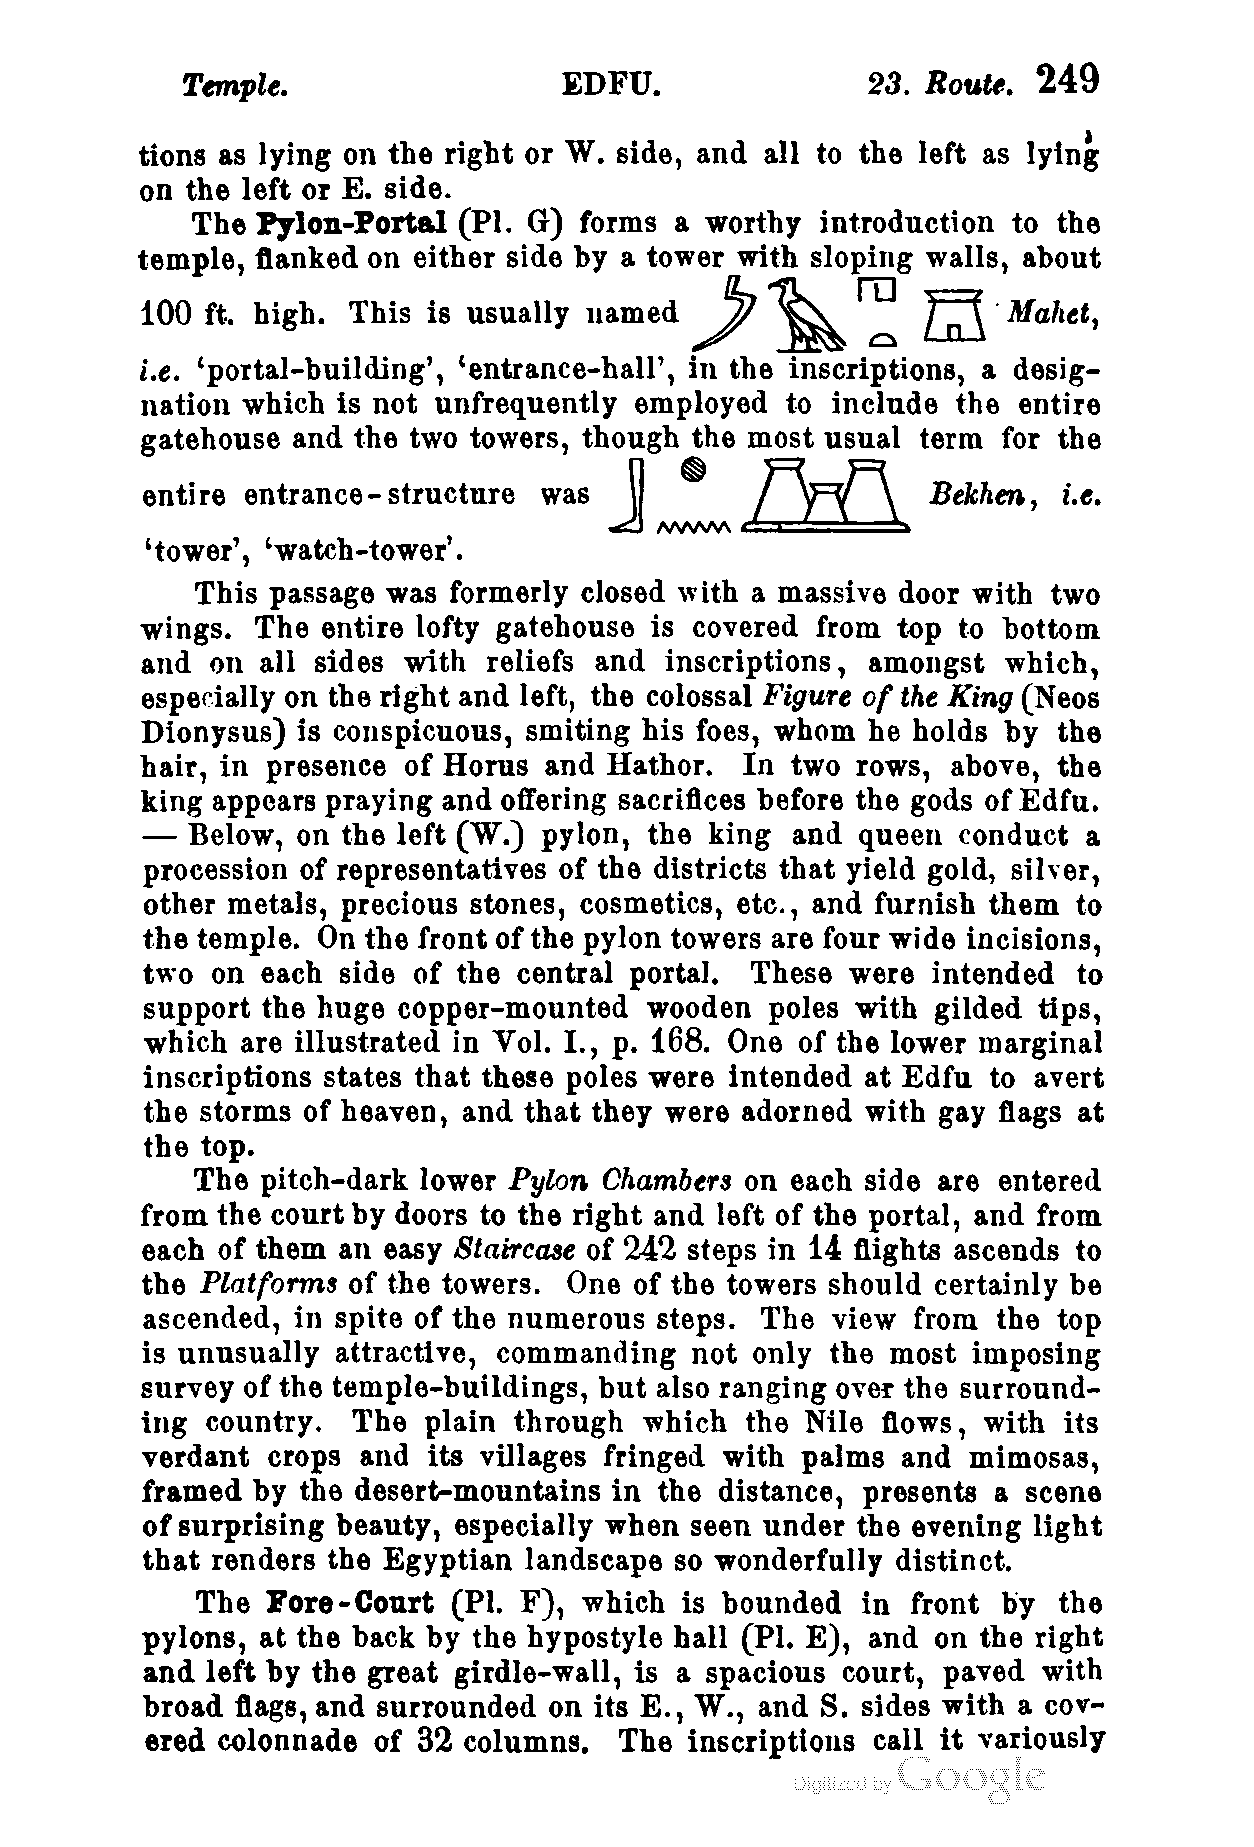 Temple. EDFU. 23. Route. 249
tions as lying on the right or W. side, and all to the left as lying
on the left or E. side.
The Pylon-Portal (Pl. G) forms a worthy introduction to the
temple, flanked on either side by a tower with sloping walls, about
100 ft. high. This is usually named Mahet,
i.e. ‘portal-building’, ‘entrance-hall’, in the inscriptions, a desig-
nation which is not unfrequently employed to include the entire
gatehouse and the two towers, though the most usual term for the
entire entrance-structure was Bekhen, i.e.
‘tower’, ‘watch-tower’.
This passage was formerly closed with a massive door with two
wings. The entire lofty gatehouse is covered from top to bottom
and on all sides with reliefs and inscriptions, amongst which,
especially on the right and left, the colossal Figure of the King (Neos
Dionysus) is conspicuous, smiting his foes, whom he holds by the
hair, in presence of Horus and Hathor. In two rows, above, the
king appears praying and offering sacrifices before the gods of Edfu.
— Below, on the left (W.) pylon, the king and queen conduct a
procession of representatives of the districts that yield gold, silver,
other metals, precious stones, cosmetics, etc., and furnish them to
the temple. On the front of the pylon towers are four wide incisions,
two on each side of the central portal. These were intended to
support the huge copper-mounted wooden poles with gilded tips,
which are illustrated in Vol. I., p. 168. One of the lower marginal
inscriptions states that these poles were intended at Edfu to avert
the storms of heaven, and that they were adorned with gay flags at
the top.
The pitch-dark lower Pylon Chambers on each side are entered
from the court by doors to the right and left of the portal, and from
each of them an easy Staircase of 242 steps in 14 flights ascends to
the Platforms of the towers. One of the towers should certainly be
ascended, in spite of the numerous steps. The view from the top
is unusually attractive, commanding not only the most imposing
survey of the temple-buildings, but also ranging over the surround-
ing country. The plain through which the Nile flows, with its
verdant crops and its villages fringed with palms and mimosas,
framed by the desert-mountains in the distance, presents a scene
of surprising beauty, especially when seen under the evening light
that renders the Egyptian landscape so wonderfully distinct.
The Fore-Court (Pl. F), which is bounded in front by the
pylons, at the back by the hypostyle hall (Pl. E), and on the right
and left by the great girdle-wall, is a spacious court, paved with
broad flags, and surrounded on its E., W., and S. sides with a cov-
ered colonnade of 32 columns. The inscriptions call it variously
Digitized by Google